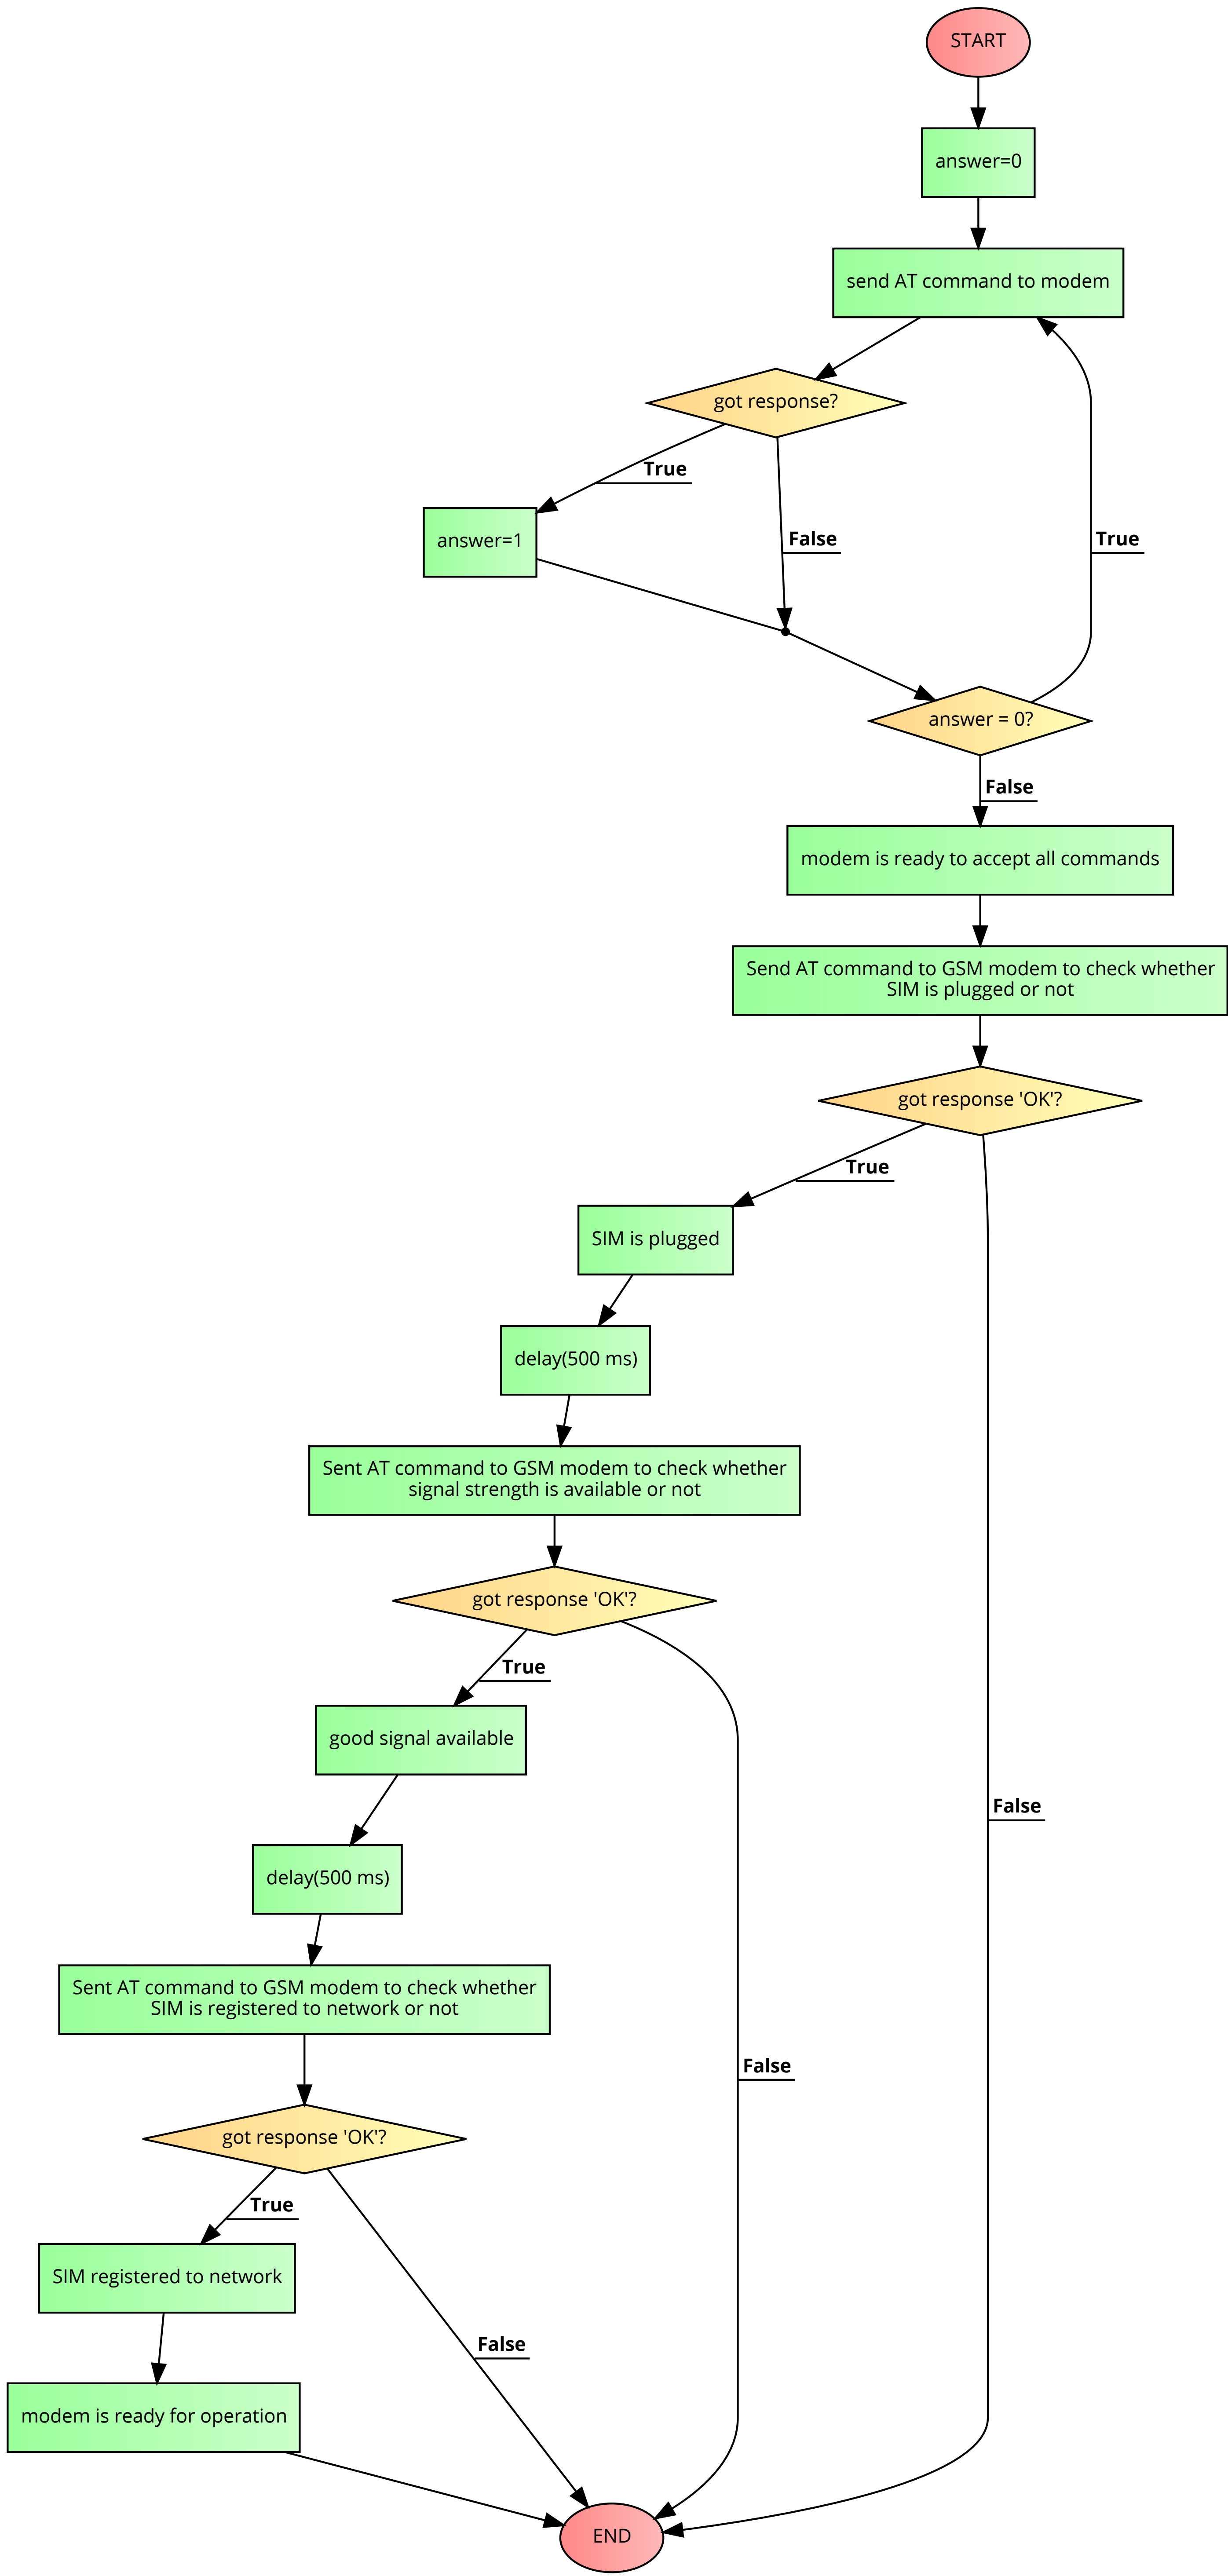 START
answer=0
send AT command to modem
got response?
True
answer=1
False
True
answer = 0?
False
modem is ready to accept all commands
Send AT command to GSM modem to check whether
SIM is plugged or not
got response 'OK'?
True
SIM is plugged
delay(500 ms)
Sent AT command to GSM modem to check whether
signal strength is available or not
got response 'OK'?
True
good signal available
False
delay(500 ms)
Sent AT command to GSM modem to check whether
SIM is registered to network or not
False
got response 'OK'?
True
SIM registered to network
False
modem is ready for operation
END